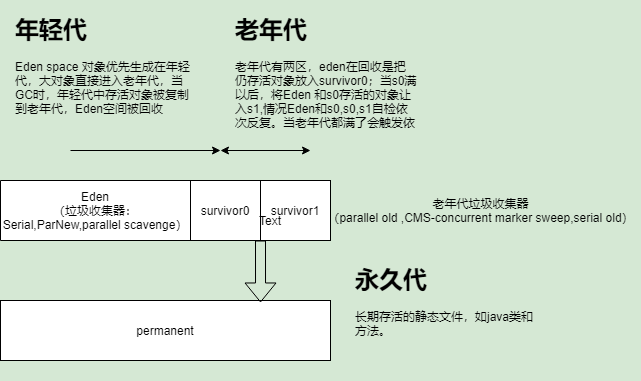 年轻代
Eden space 对象优先生成在年轻
代，大对象直接进入老年代，当
GC时，年轻代中存活对象被复制
到老年代，Eden空间被回收
老年代
老年代有两区，eden在回收是把
仍存活对象放入survivor0；当s0满
以后，将Eden 和s0存活的对象让
入s1,情况Eden和s0,s0,s1自检依
次反复。当老年代都满了会触发依
Eden
（垃圾收集器：
Serial,ParNew,parallel scavenge）
survivor0
survivor1
Text
老年代垃圾收集器
（parallel old ,CMS-concurrent marker sweep,serial old）
永久代
长期存活的静态文件，如java类和
方法。
permanent